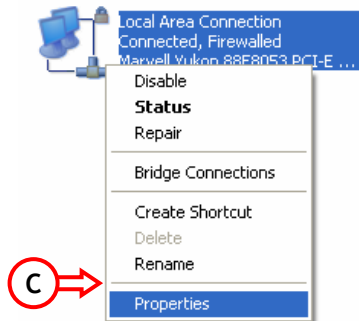 Local Area Connection
Connected, Firewalled
Marvell Yukon 88E8053 PCI-E ...
Disable
Status
Repair
Bridge Connections
Create Shortcut
Delete
Rename
C
Properties